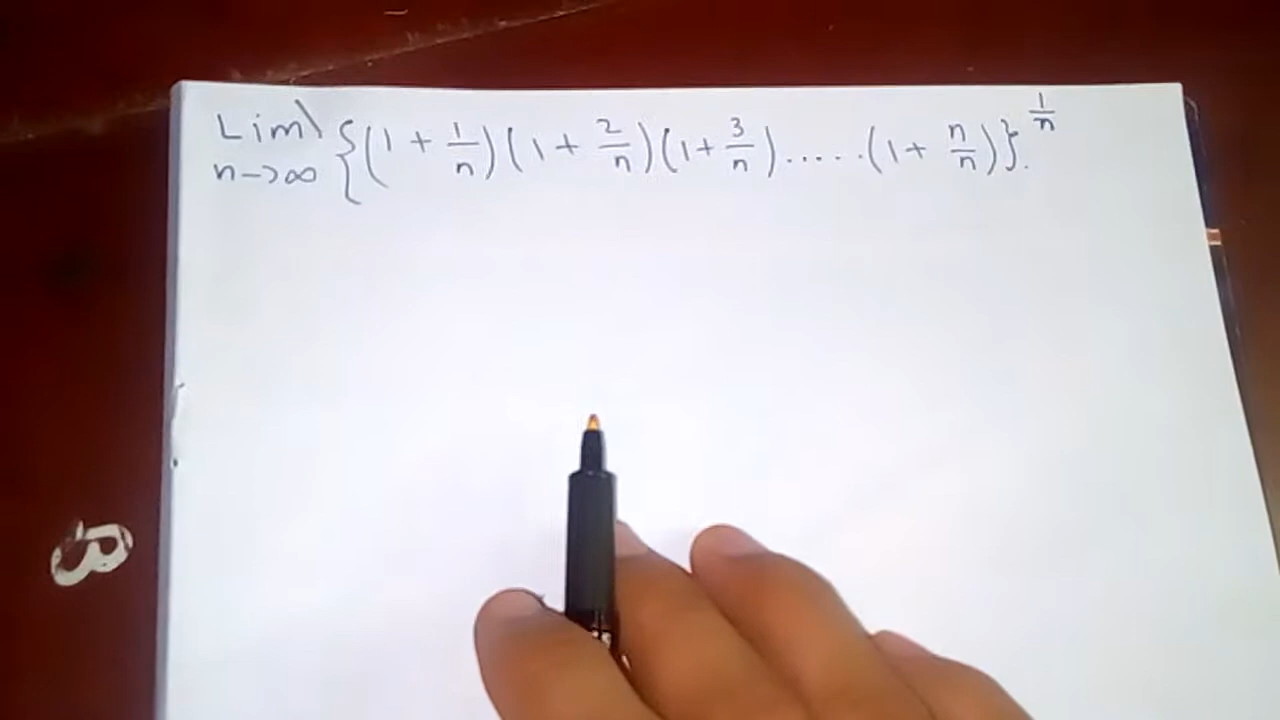 Lim {(1 + 1/n)(1 + 2/n)(1 + 3/n).....(1 + n/n)}^(1/n).
n→∞
B